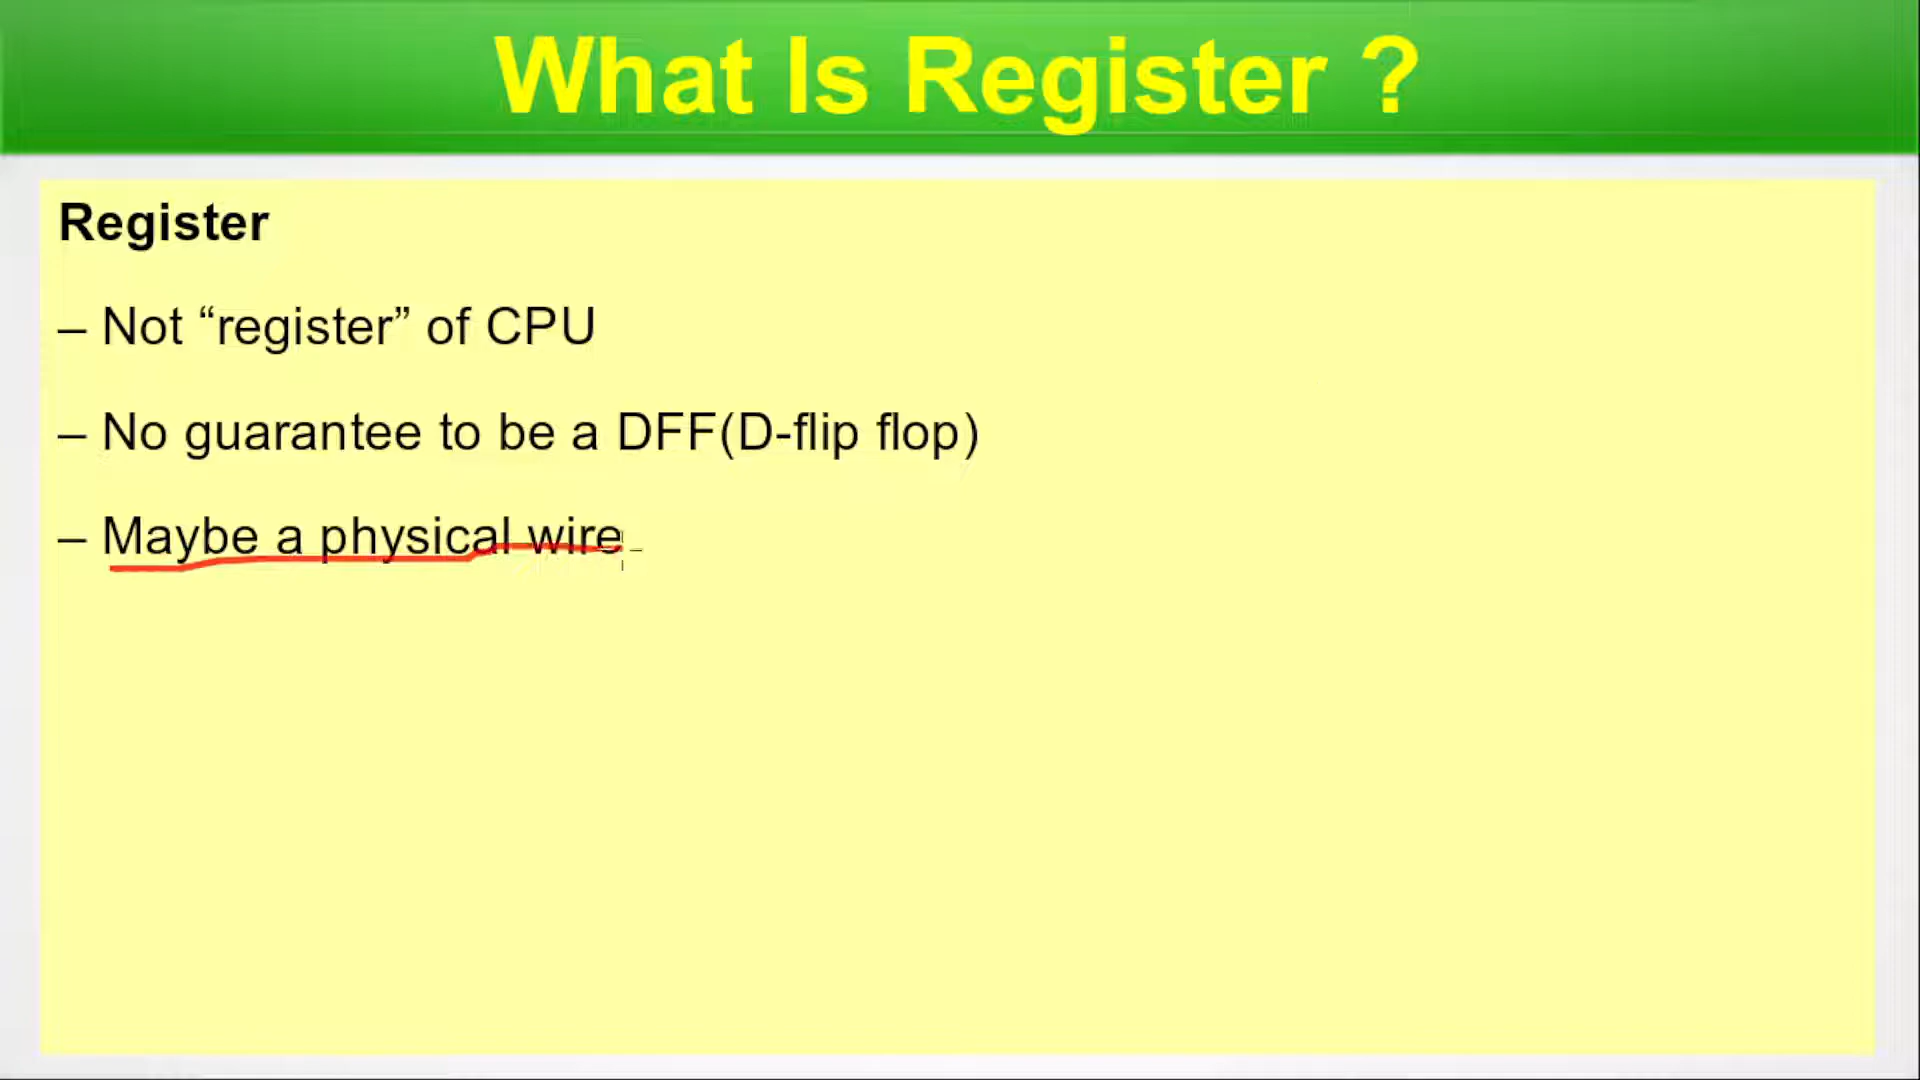 What Is Register ?
Register
– Not “register” of CPU
– No guarantee to be a DFF(D-flip flop)
– Maybe a physical wire